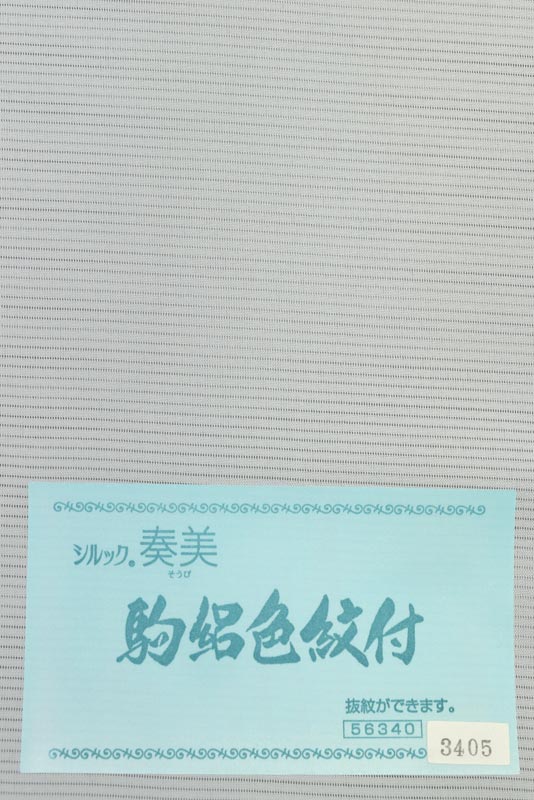 シルック®奏美
そうび
駒絽色紋付
抜紋ができます。
56340
3405